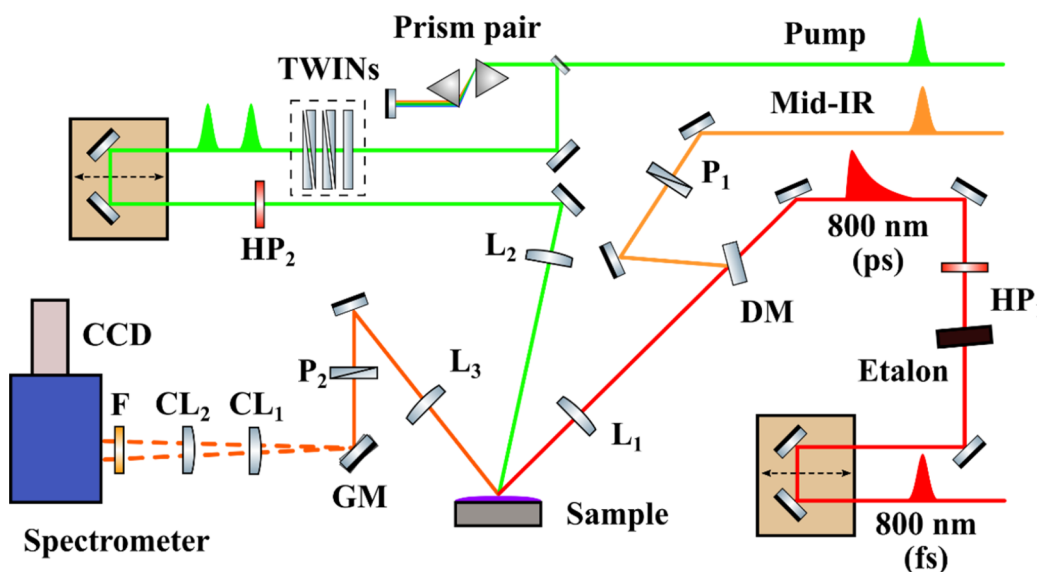 Prism pair
Pump
TWINs
Mid-IR
P1
HP2
L2
800 nm
(ps)
DM
HP
CCD
P2
L3
Etalon
F
CL2
CL1
L1
GM
Sample
Spectrometer
800 nm
(fs)